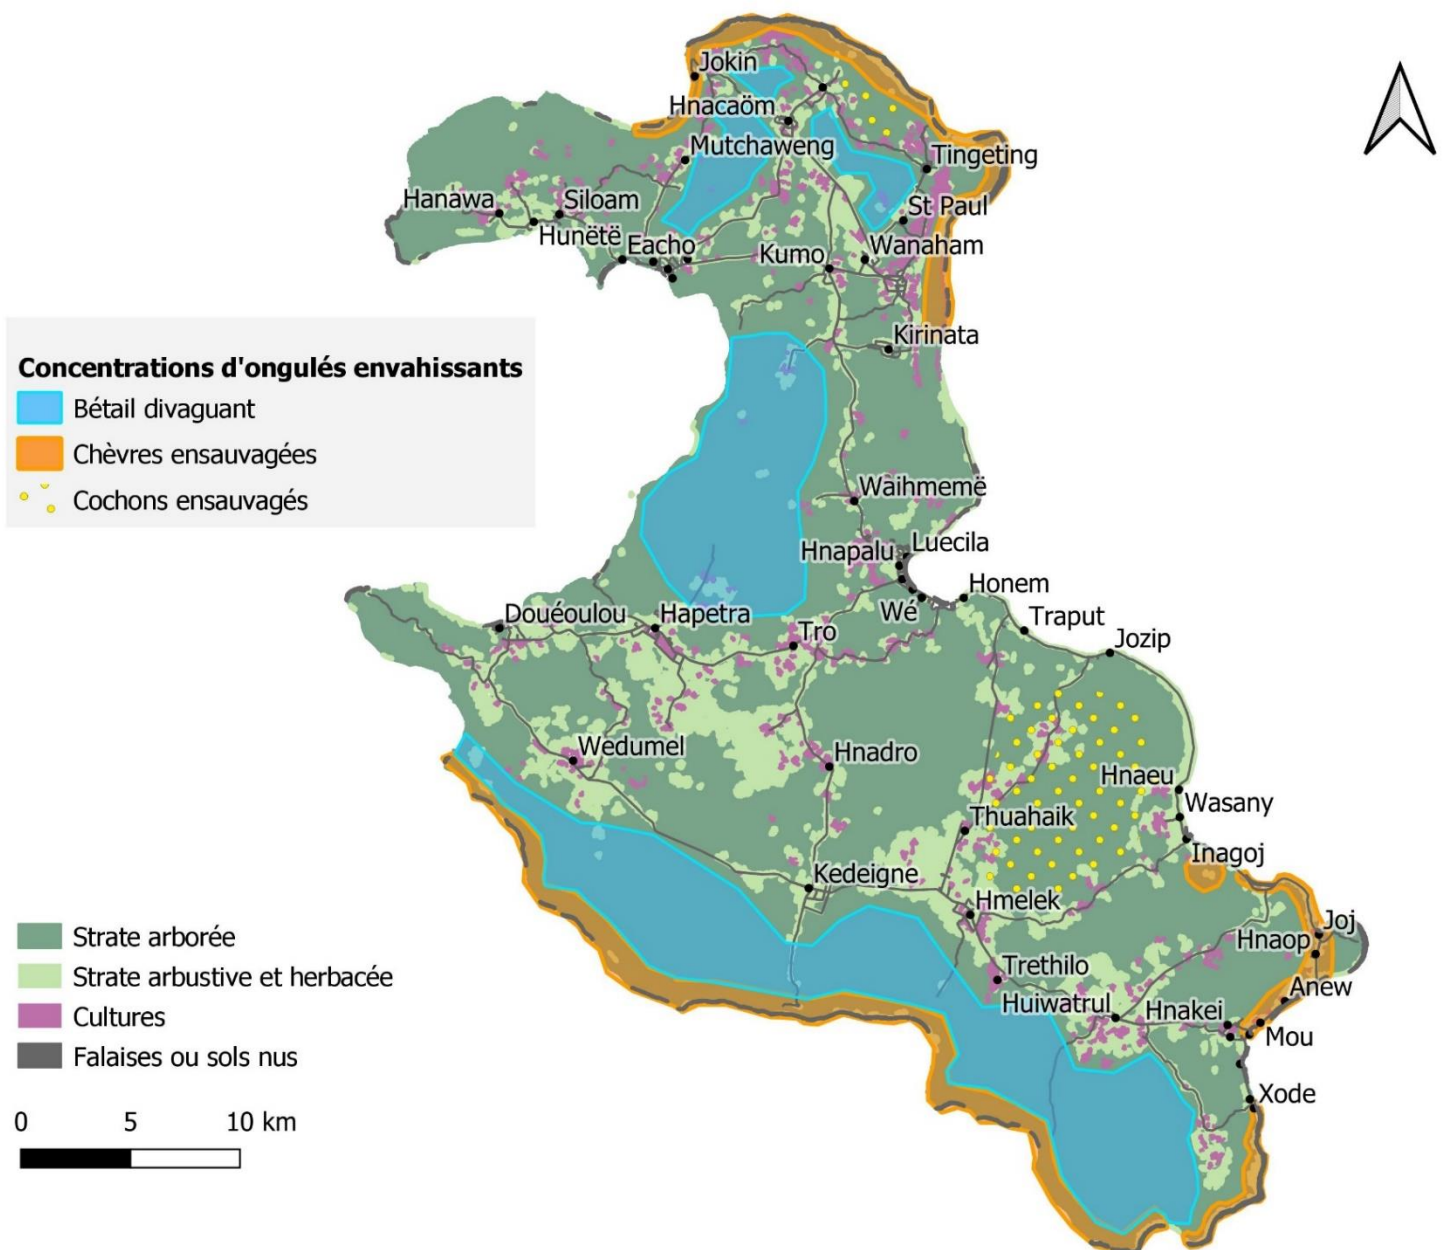 Jokin
Hnacaöm
Mutchaweng
Tingeting
Hanawa
Siloam
St Paul
Hunëtë
Eacho
Kumo
Wanaham
Kirinata
Concentrations d'ongulés envahissants
Bétail divaguant
Chèvres ensauvagées
Cochons ensauvagés
Waihmemë
Luecila
Hnapalu
Wé
Honem
Douéoulou
Hapetra
Tro
Traput
Jozip
Wedumel
Hnadro
Hnaeu
Wasany
Thuahaik
Inagoj
Kedeigne
Hmelek
Joj
Hnaop
Trethilo
Anew
Huiwatrul
Hnakei
Mou
Xode
Strate arborée
Strate arbustive et herbacée
Cultures
Falaises ou sols nus
0 5 10 km